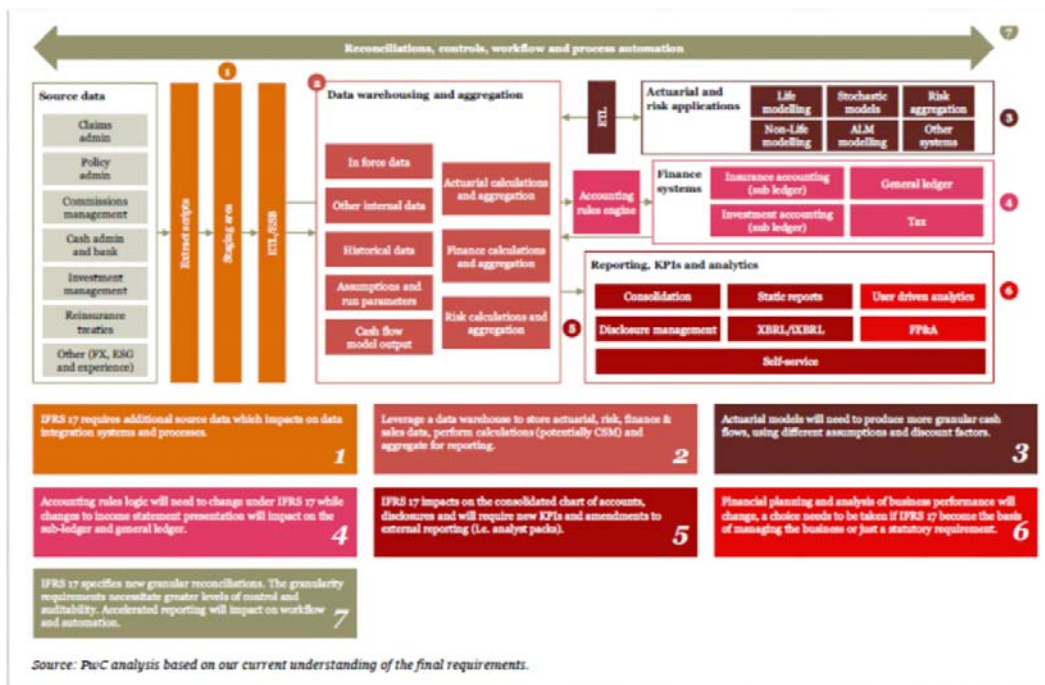 7
Reconciliations, controls, workflow and process automation
1
2
Source data
Claims
admin
Policy
admin
Commissions
management
Cash admin
and bank
Investment
management
Reinsurance
treaties
Other (FX, ESG
and experience)
Extract scripts
Staging area
ETL/ESB
Data warehousing and aggregation
In force data
Other internal data
Historical data
Assumptions and
run parameters
Cash flow
model output
Actuarial calculations
and aggregation
Finance calculations
and aggregation
Risk calculations and
aggregation
ETL
Actuarial and
risk applications
Life
modelling
Stochastic
models
Risk
aggregation
Non-Life
modelling
ALM
modelling
Other
systems
3
Accounting
rules engine
Finance
systems
Insurance accounting
(sub ledger)
General ledger
Investment accounting
(sub ledger)
Tax
4
Reporting, KPIs and analytics
Consolidation
Static reports
User driven analytics
6
5
Disclosure management
XBRL/iXBRL
FP&A
Self-service
IFRS 17 requires additional source data which impacts on data
integration systems and processes.
1
Leverage a data warehouse to store actuarial, risk, finance &
sales data, perform calculations (potentially CSM) and
aggregate for reporting.
2
Actuarial models will need to produce more granular cash
flows, using different assumptions and discount factors.
3
Accounting rules logic will need to change under IFRS 17 while
changes to income statement presentation will impact on the
sub-ledger and general ledger.
4
IFRS 17 impacts on the consolidated chart of accounts,
disclosures and will require new KPIs and amendments to
external reporting (i.e. analyst packs).
5
Financial planning and analysis of business performance will
change, a choice needs to be taken if IFRS 17 become the basis
of managing the business or just a statutory requirement.
6
IFRS 17 specifies new granular reconciliations. The granularity
requirements necessitate greater levels of control and
auditability. Accelerated reporting will impact on workflow
and automation.
7
Source: PwC analysis based on our current understanding of the final requirements.